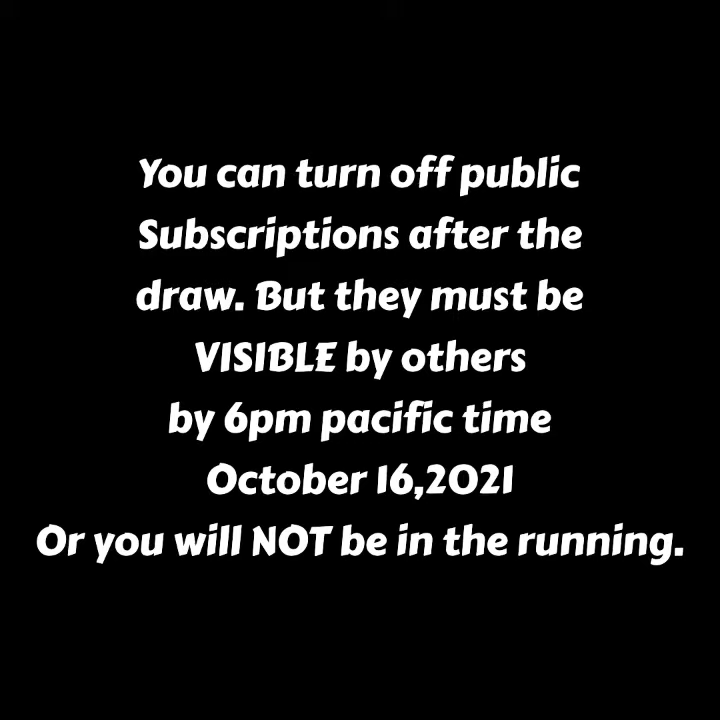 You can turn off public
Subscriptions after the
draw. But they must be
VISIBLE by others
by 6pm pacific time
October 16,2021
Or you will NOT be in the running.